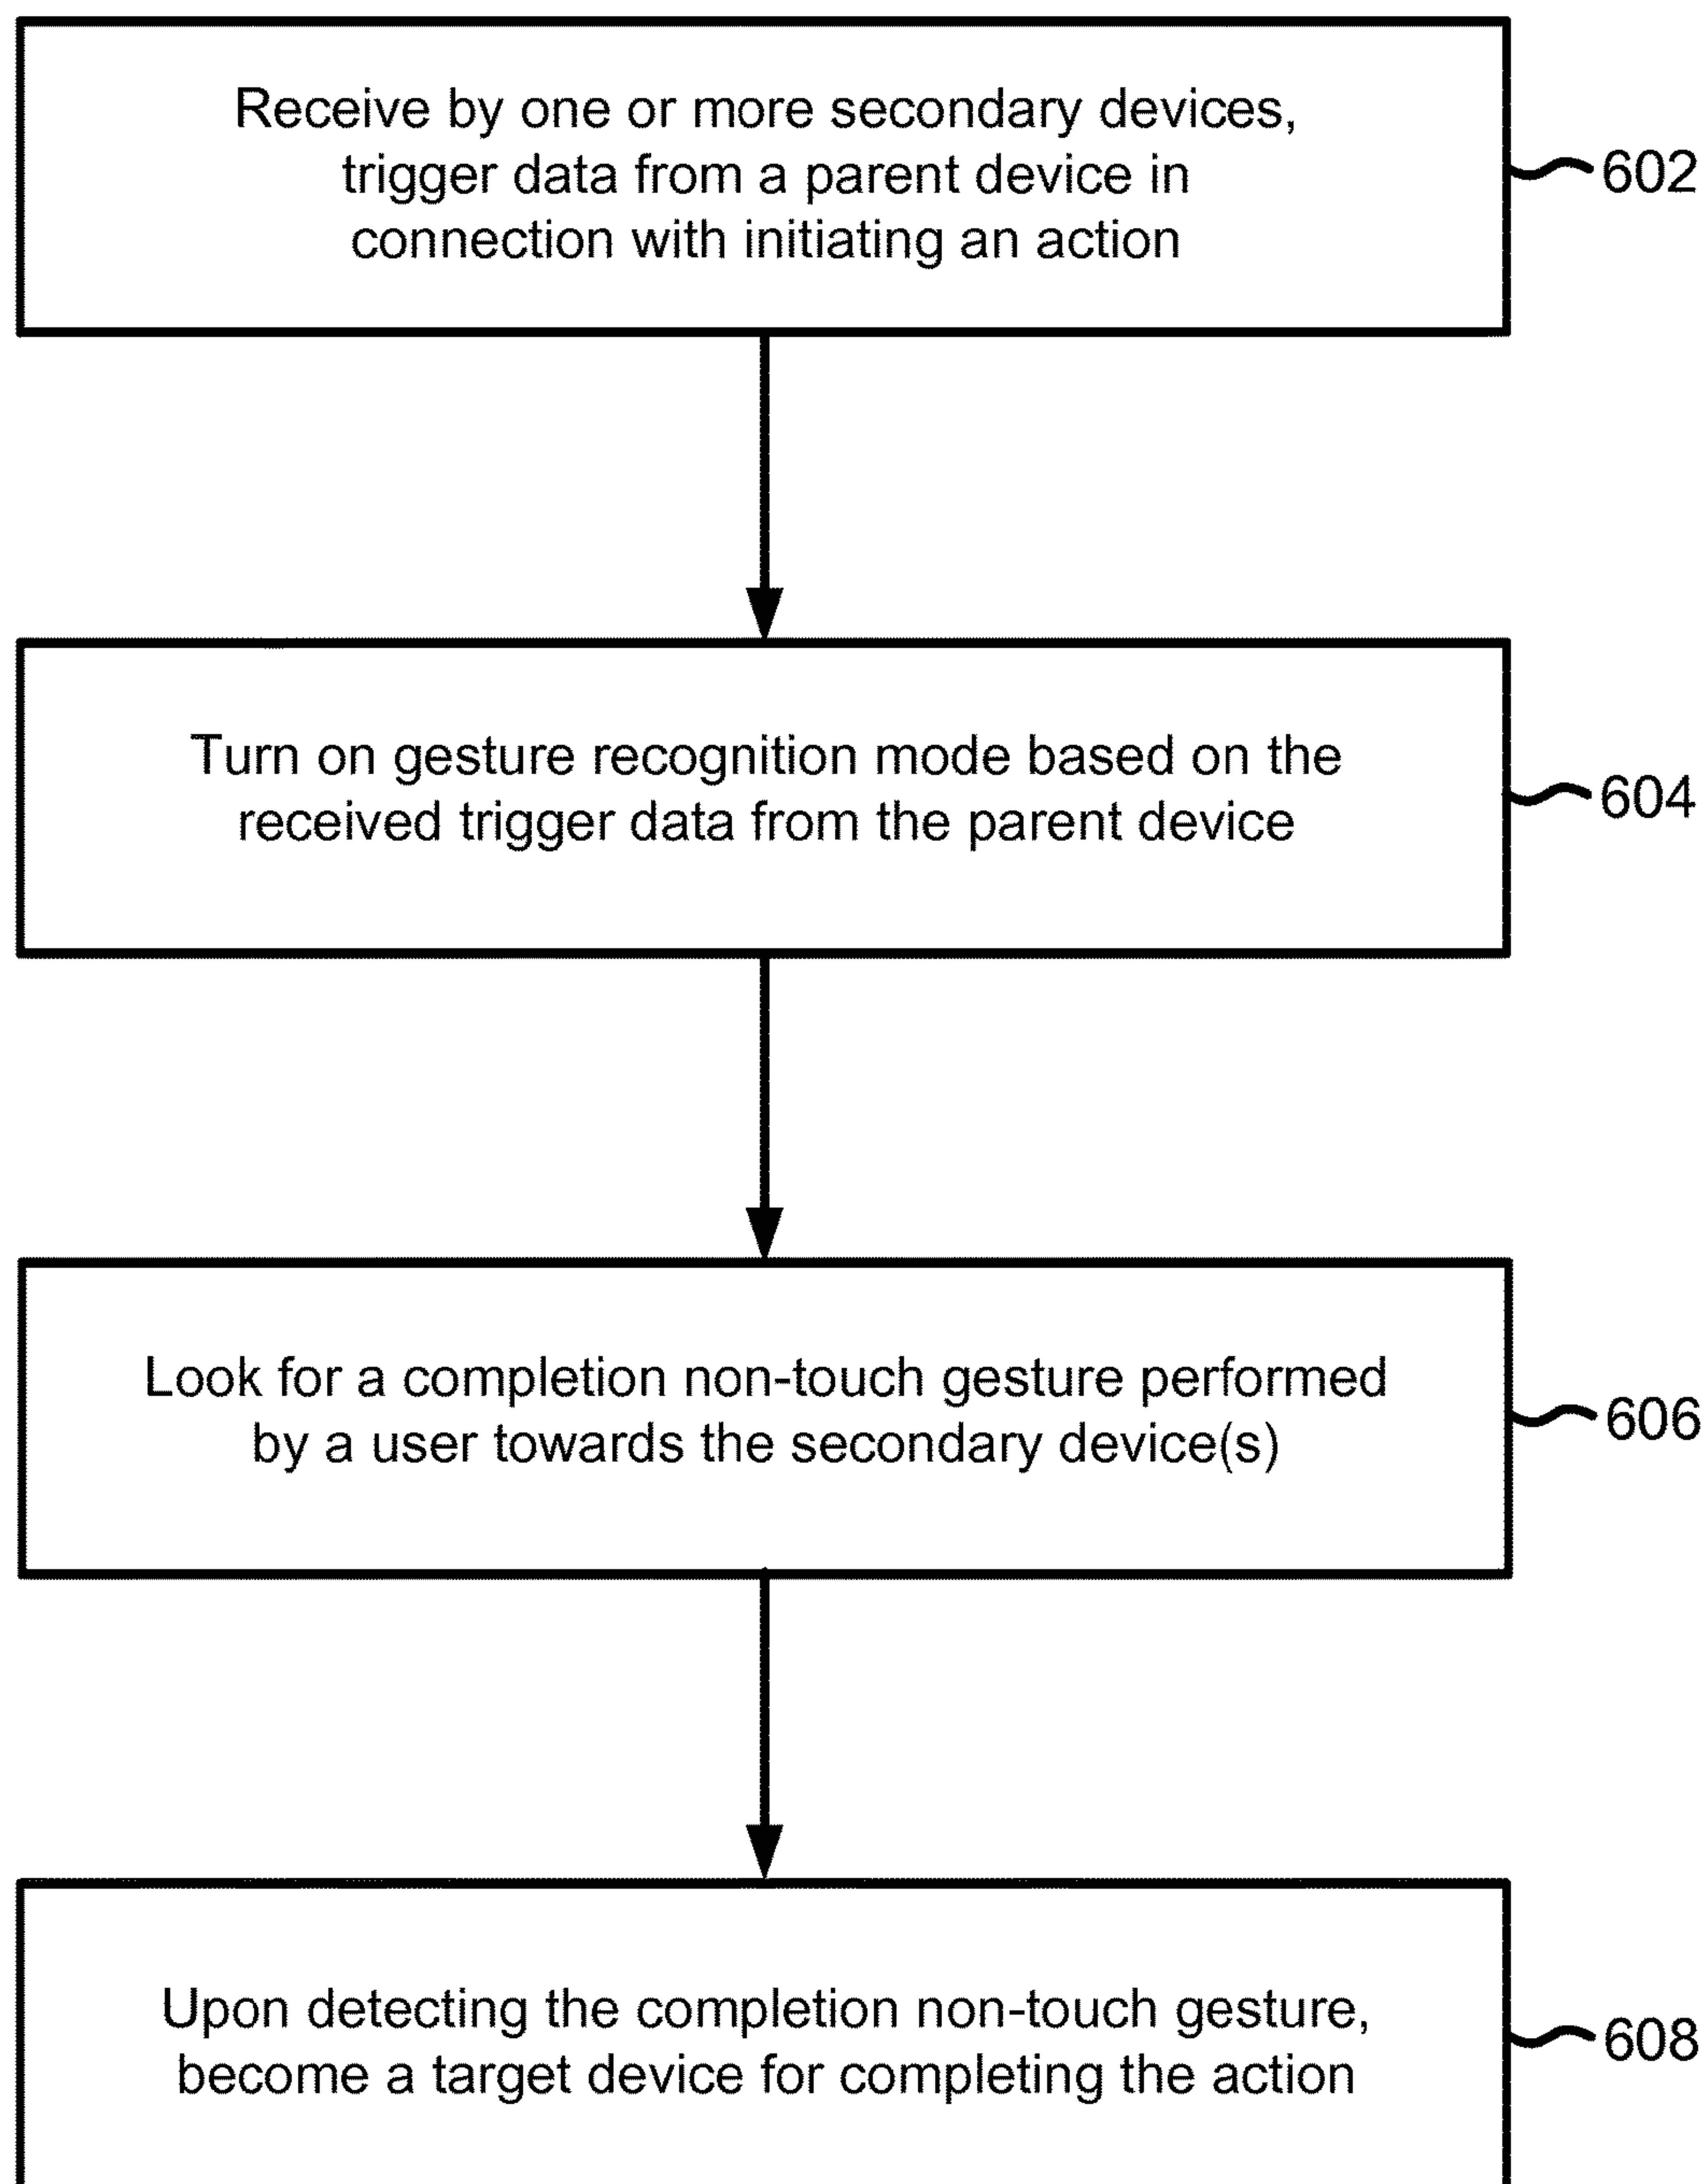 Receive by one or more secondary devices,
trigger data from a parent device in
connection with initiating an action
602
Turn on gesture recognition mode based on the
received trigger data from the parent device
604
Look for a completion non-touch gesture performed
by a user towards the secondary device(s)
606
Upon detecting the completion non-touch gesture,
become a target device for completing the action
608